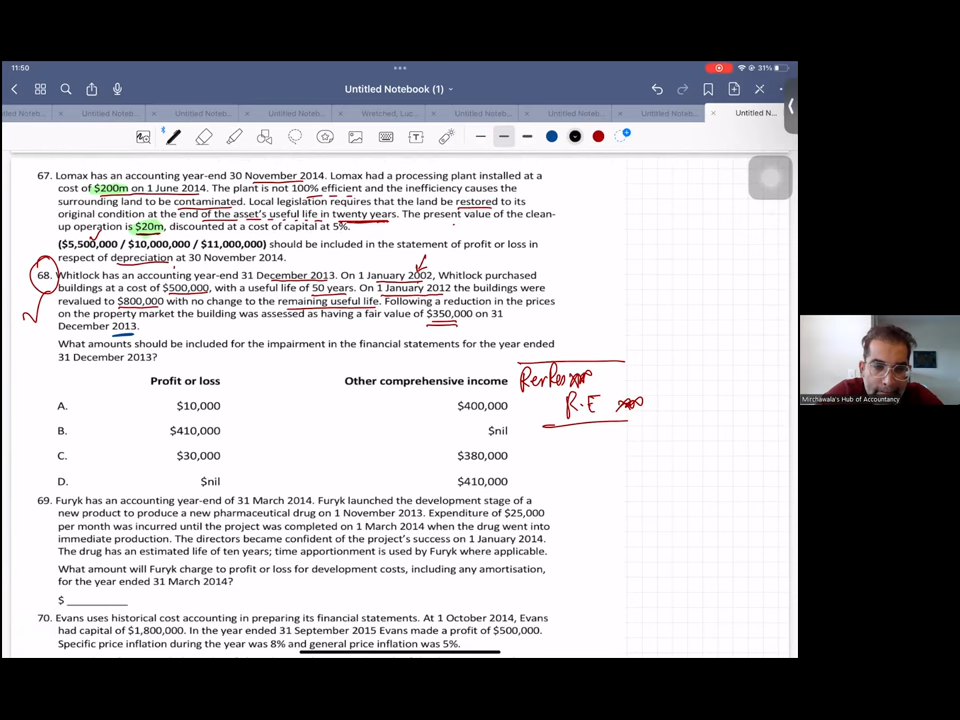 11:50
31%
Untitled Notebook (1)
tled Noteb...
Untitled Noteb...
Untitled Notat...
Untitled Notat...
Wretched, Luc...
Untitled Notab...
Untitled Notab...
Untitled N...
67. Lomax has an accounting year-end 30 November 2014. Lomax had a processing plant installed at a
cost of $200m on 1 June 2014. The plant is not 100% efficient and the inefficiency causes the
surrounding land to be contaminated. Local legislation requires that the land be restored to its
original condition at the end of the asset's useful life in twenty years. The present value of the clean-
up operation is $20m, discounted at a cost of capital at 5%.
($5,500,000 / $10,000,000 / $11,000,000) should be included in the statement of profit or loss in
respect of depreciation at 30 November 2014.
68. Whitlock has an accounting year-end 31 December 2013. On 1 January 2002, Whitlock purchased
buildings at a cost of $500,000, with a useful life of 50 years. On 1 January 2012 the buildings were
revalued to $800,000 with no change to the remaining useful life. Following a reduction in the prices
on the property market the building was assessed as having a fair value of $350,000 on 31
December 2013.
What amounts should be included for the impairment in the financial statements for the year ended
31 December 2013?
Profit or loss Other comprehensive income
A. $10,000 $400,000
B. $410,000 $nil
C. $30,000 $380,000
D. $nil $410,000
Rev Res
R.E
69. Furyk has an accounting year-end of 31 March 2014. Furyk launched the development stage of a
new product to produce a new pharmaceutical drug on 1 November 2013. Expenditure of $25,000
per month was incurred until the project was completed on 1 March 2014 when the drug went into
immediate production. The directors became confident of the project's success on 1 January 2014.
The drug has an estimated life of ten years; time apportionment is used by Furyk where applicable.
What amount will Furyk charge to profit or loss for development costs, including any amortisation,
for the year ended 31 March 2014?
$ ____________
70. Evans uses historical cost accounting in preparing its financial statements. At 1 October 2014, Evans
had capital of $1,800,000. In the year ended 31 September 2015 Evans made a profit of $500,000.
Specific price inflation during the year was 8% and general price inflation was 5%.
Mirchawala's Hub of Accountancy